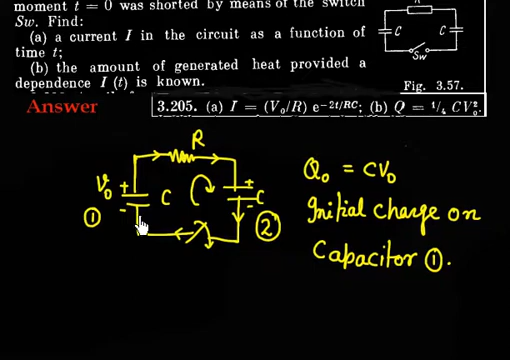 moment t = 0 was shorted by means of the switch
Sw. Find:
(a) a current I in the circuit as a function of
time t;
(b) the amount of generated heat provided a
dependence I (t) is known.
R
C
C
Sw
Fig. 3.57.
Answer
3.205. (a) I = (V₀/R) e⁻²ᵗ/ᴿᶜ; (b) Q = ¹/₄ CV²₀.
R
V₀
+
-
C
+
-
C
①
②
Q₀ = CV₀
Initial charge on
Capacitor ①.